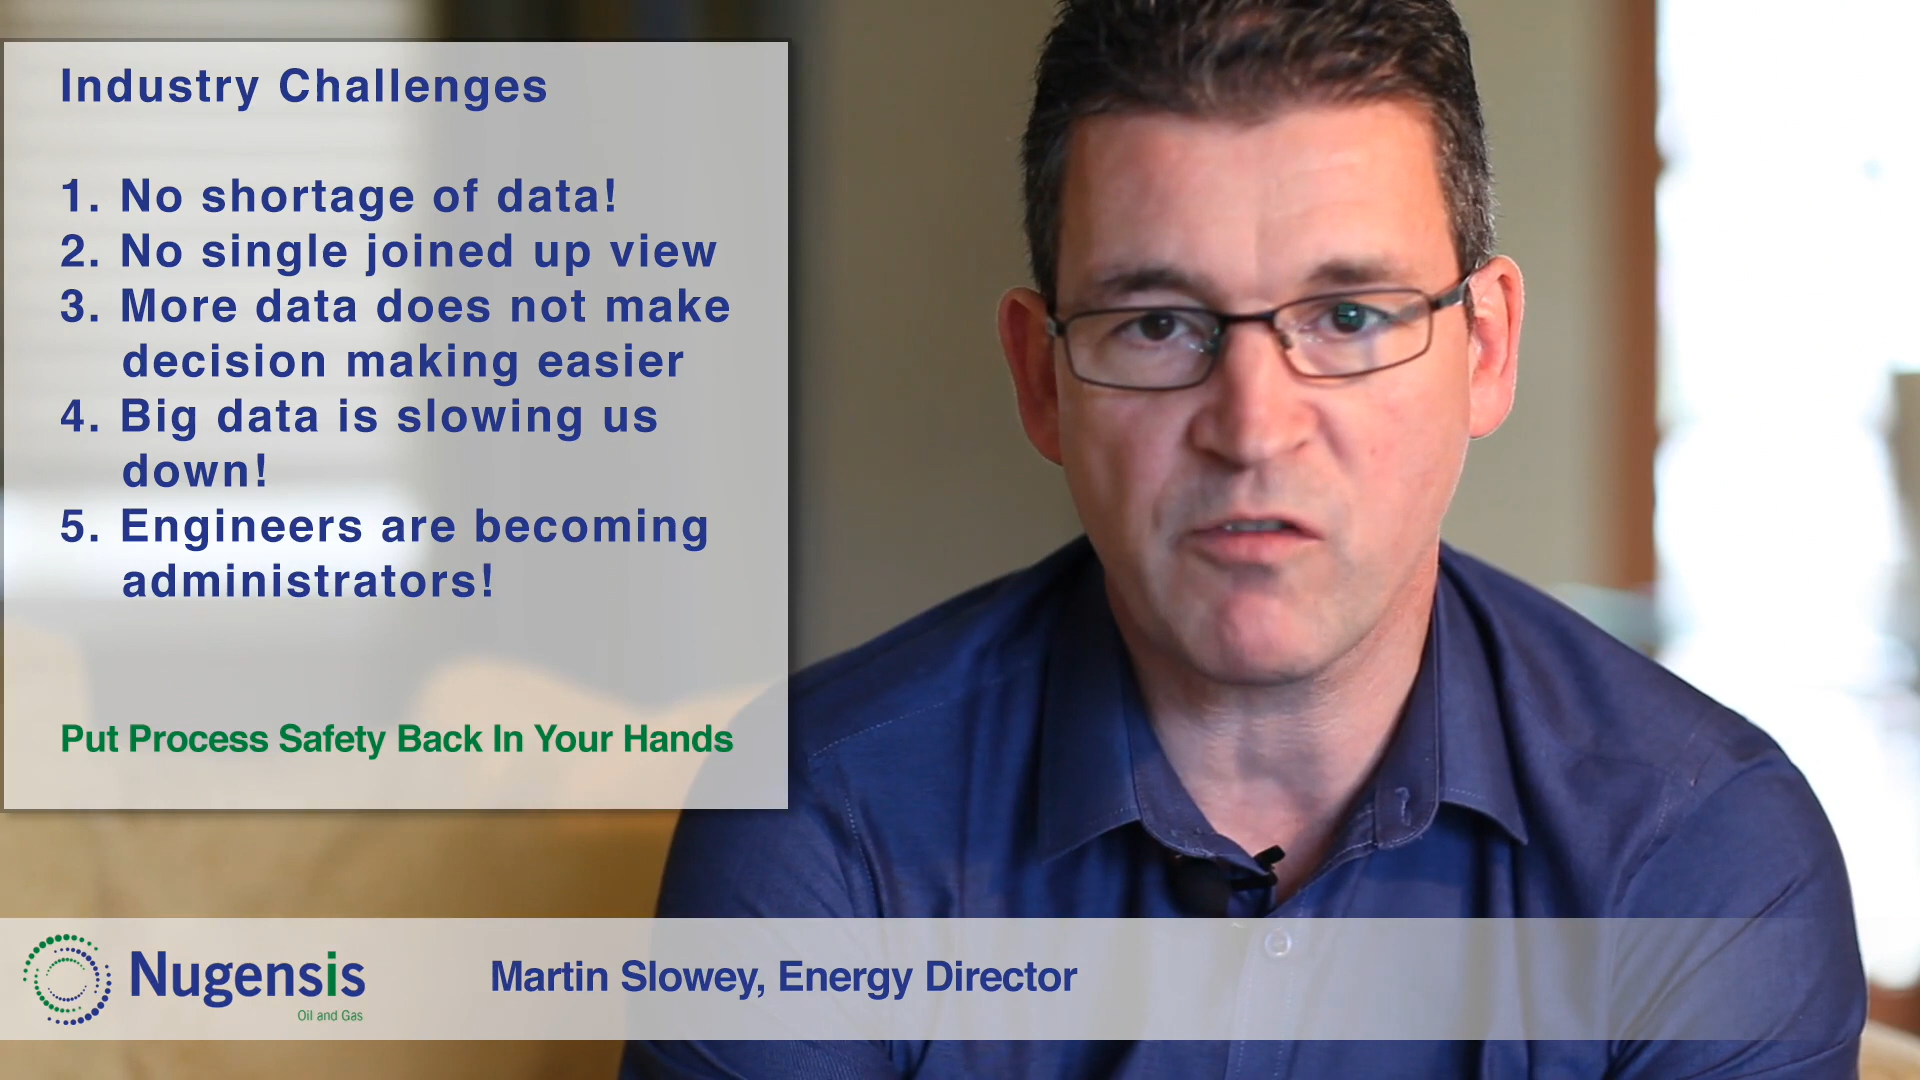 Industry Challenges
1. No shortage of data!
2. No single joined up view
3. More data does not make
decision making easier
4. Big data is slowing us
down!
5. Engineers are becoming
administrators!
Put Process Safety Back In Your Hands
Nugensis
Oil and Gas
Martin Slowey, Energy Director